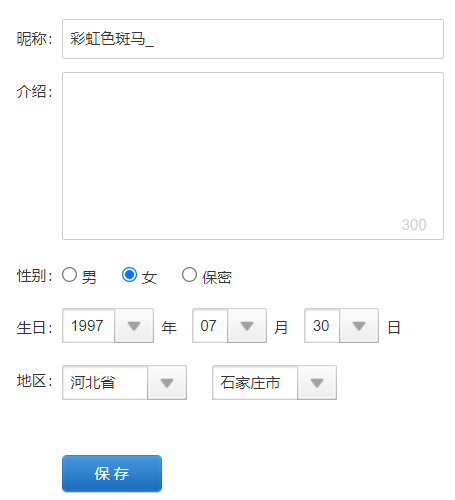 昵称： 彩虹色斑马_
介绍：
300
性别： 男 女 保密
生日： 1997 年 07 月 30 日
地区： 河北省 石家庄市
保 存